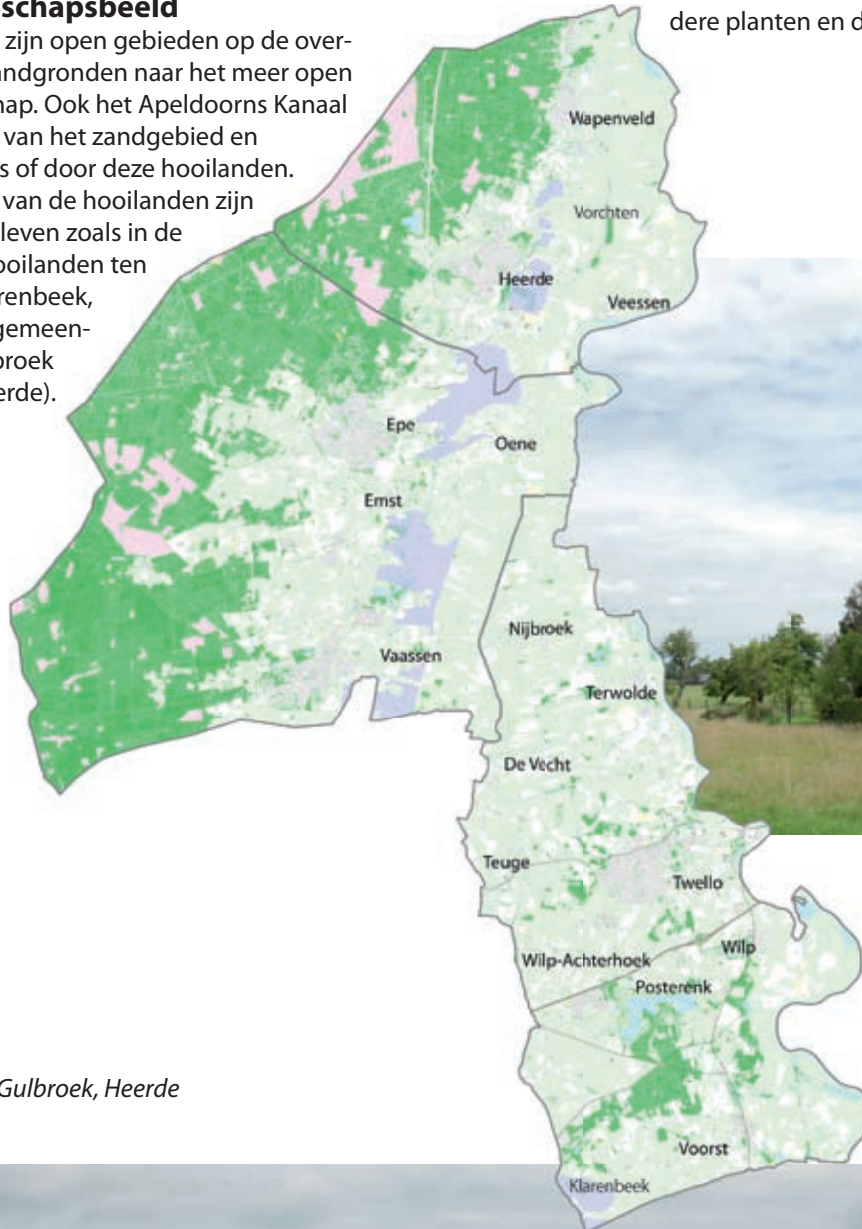 schapsbeeld
zijn open gebieden op de over-
andgronden naar het meer open
hap. Ook het Apeldoorns Kanaal
van het zandgebied en
s of door deze hooilanden.
van de hooilanden zijn
leven zoals in de
ooilanden ten
renbeek,
gemeen-
broek
erde).
dere planten en d
Wapenveld
Vorchten
Heerde
Veessen
Epe
Oene
Emst
Nijbroek
Vaassen
Terwolde
De Vecht
Teuge
Twello
Wilp
Wilp-Achterhoek
Posterenk
Voorst
Klarenbeek
Gulbroek, Heerde